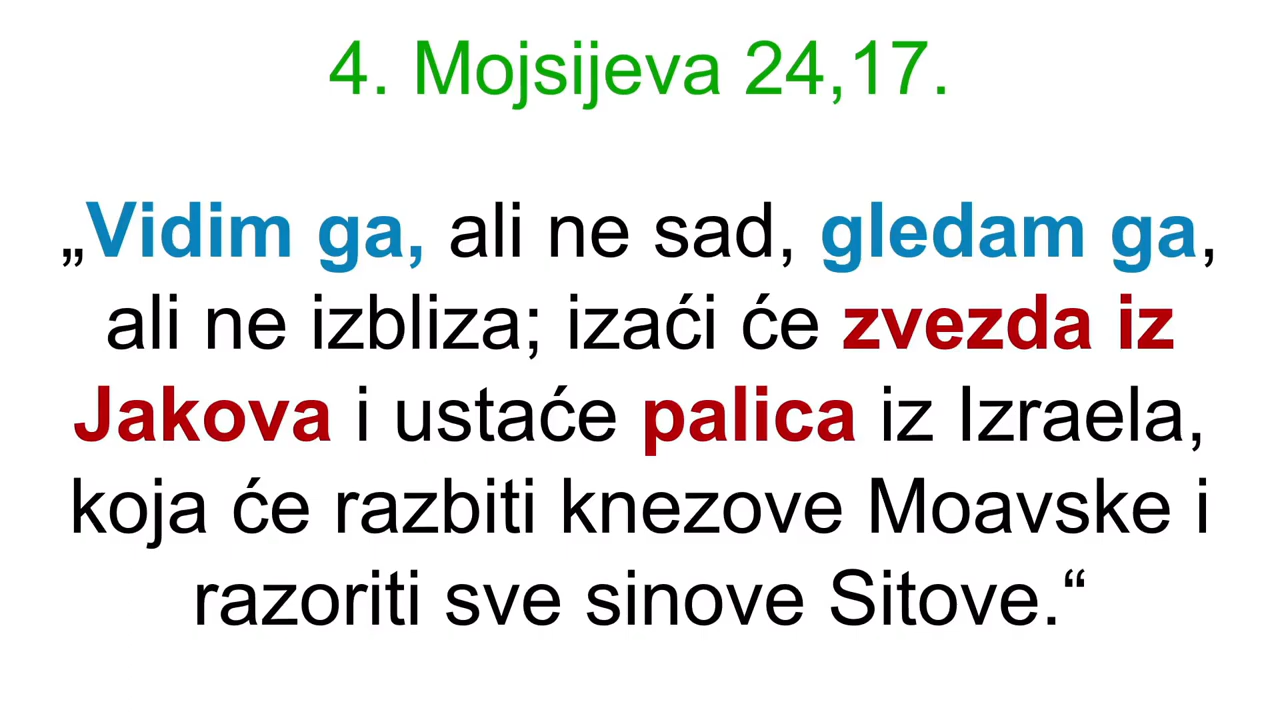 4. Mojsijeva 24,17.
„Vidim ga, ali ne sad, gledam ga,
ali ne izbliza; izaći će zvezda iz
Jakova i ustaće palica iz Izraela,
koja će razbiti knezove Moavske i
razoriti sve sinove Sitove.“